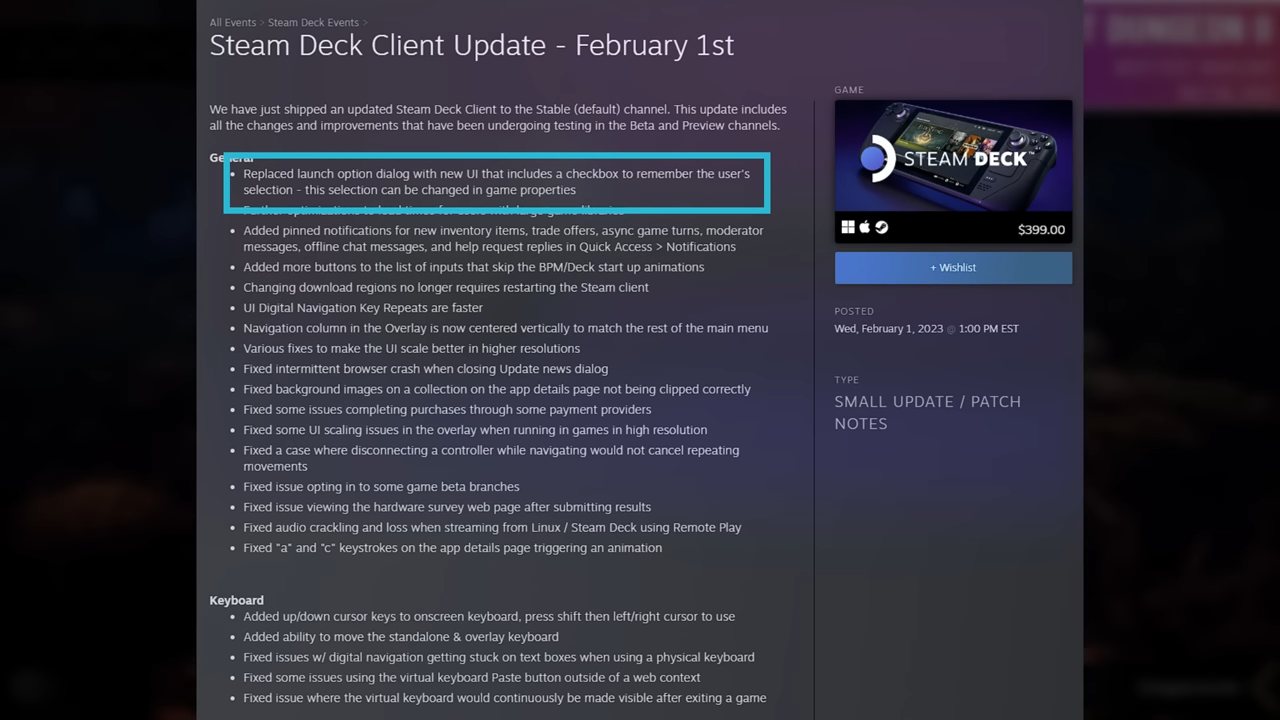 All Events > Steam Deck Events >
Steam Deck Client Update - February 1st
We have just shipped an updated Steam Deck Client to the Stable (default) channel. This update includes
all the changes and improvements that have been undergoing testing in the Beta and Preview channels.
General
• Replaced launch option dialog with new UI that includes a checkbox to remember the user's
selection - this selection can be changed in game properties
Further optimizations to load times for users with large game libraries
• Added pinned notifications for new inventory items, trade offers, async game turns, moderator
messages, offline chat messages, and help request replies in Quick Access > Notifications
• Added more buttons to the list of inputs that skip the BPM/Deck start up animations
• Changing download regions no longer requires restarting the Steam client
• UI Digital Navigation Key Repeats are faster
• Navigation column in the Overlay is now centered vertically to match the rest of the main menu
• Various fixes to make the UI scale better in higher resolutions
• Fixed intermittent browser crash when closing Update news dialog
• Fixed background images on a collection on the app details page not being clipped correctly
• Fixed some issues completing purchases through some payment providers
• Fixed some UI scaling issues in the overlay when running in games in high resolution
• Fixed a case where disconnecting a controller while navigating would not cancel repeating
movements
• Fixed issue opting in to some game beta branches
• Fixed issue viewing the hardware survey web page after submitting results
• Fixed audio crackling and loss when streaming from Linux / Steam Deck using Remote Play
• Fixed "a" and "c" keystrokes on the app details page triggering an animation
Keyboard
• Added up/down cursor keys to onscreen keyboard, press shift then left/right cursor to use
• Added ability to move the standalone & overlay keyboard
• Fixed issues w/ digital navigation getting stuck on text boxes when using a physical keyboard
• Fixed some issues using the virtual keyboard Paste button outside of a web context
• Fixed issue where the virtual keyboard would continuously be made visible after exiting a game
GAME
STEAM DECK™
$399.00
+ Wishlist
POSTED
Wed, February 1, 2023 @ 1:00 PM EST
TYPE
SMALL UPDATE / PATCH
NOTES